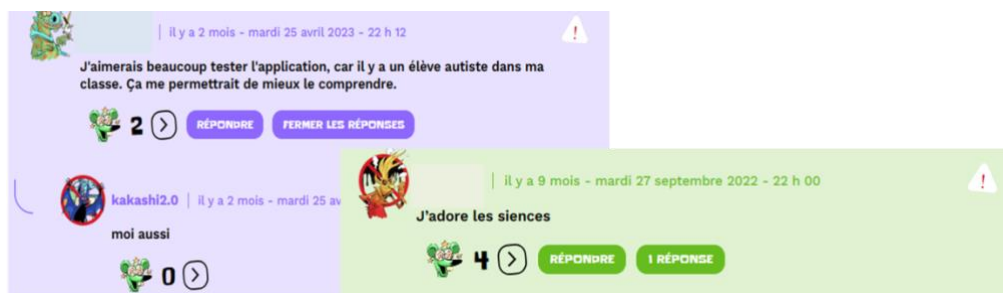 il y a 2 mois - mardi 25 avril 2023 - 22 h 12
J'aimerais beaucoup tester l'application, car il y a un élève autiste dans ma
classe. Ça me permettrait de mieux le comprendre.
2 RÉPONDRE FERMER LES RÉPONSES
kakashi2.0 | il y a 2 mois - mardi 25 av
moi aussi
0
il y a 9 mois - mardi 27 septembre 2022 - 22 h 00
J'adore les siences
4 RÉPONDRE 1 RÉPONSE